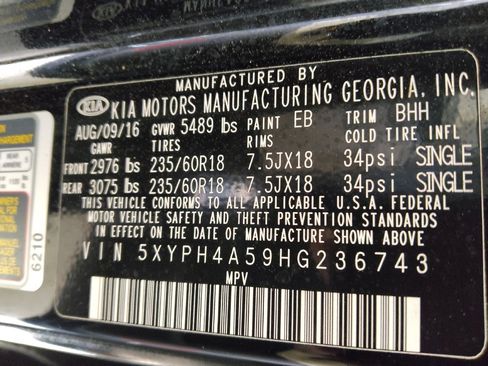 MANUFACTURED BY
KIA KIA MOTORS MANUFACTURING GEORGIA, INC.
AUG/09/16 GVWR 5489 lbs PAINT EB TRIM BHH
GAWR TIRES RIMS COLD TIRE INFL
FRONT 2976 lbs 235/60R18 7.5JX18 34psi SINGLE
REAR 3075 lbs 235/60R18 7.5JX18 34psi SINGLE
THIS VEHICLE CONFORMS TO ALL APPLICABLE U.S.A. FEDERAL
MOTOR VEHICLE SAFETY AND THEFT PREVENTION STANDARDS
IN EFFECT ON THE DATE OF MANUFACTURE SHOWN ABOVE.
VIN 5XYPH4A59HG236743
MPV
6210